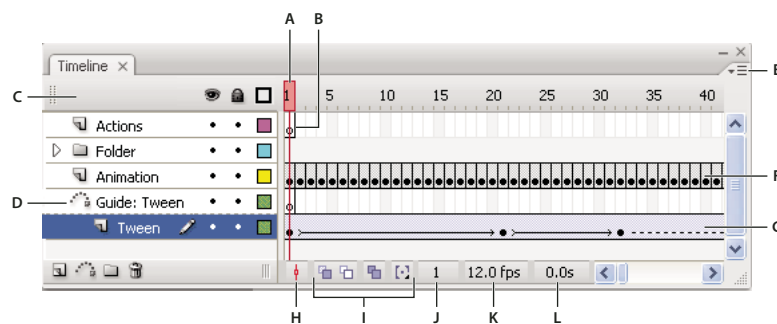 A B
Timeline
E
C
1 5 10 15 20 25 30 35 40
Actions
Folder
Animation
F
D
Guide: Tween
Tween
G
1 12.0 fps 0.0s
H I J K L